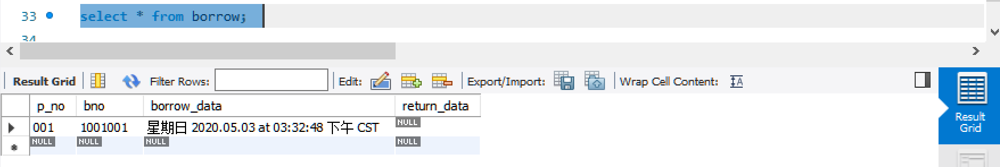 33 select * from borrow;
34
Result Grid Filter Rows: Edit: Export/Import: Wrap Cell Content:
p_no bno borrow_data return_data
001 1001001 星期日 2020.05.03 at 03:32:48 下午 CST NULL
NULL NULL NULL NULL
Result
Grid